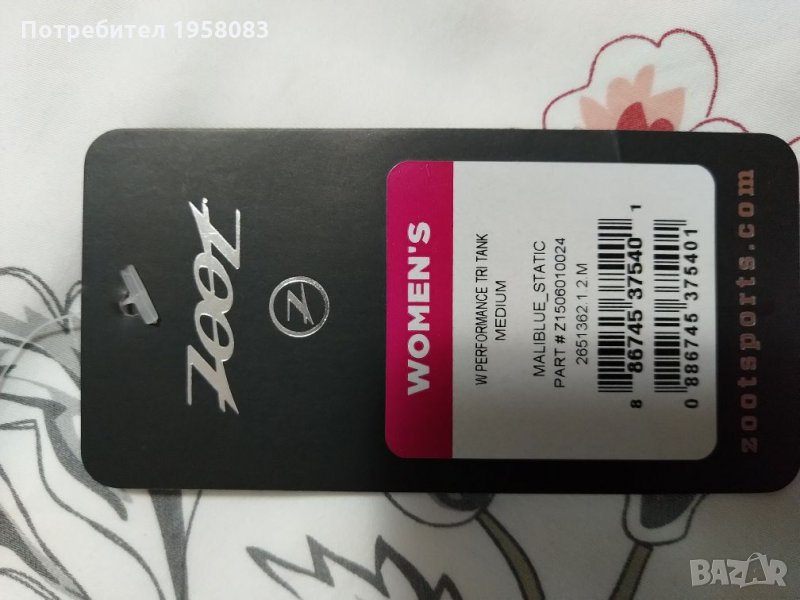 Потребител 1958083
ZOOT
Z
WOMEN'S
W PERFORMANCE TRI TANK
MEDIUM
MALIBLUE_STATIC
PART # Z1506010024
2651362.1.2 M
8 86745 37540 1
0 886745 375401
zootsports.com
BAZAR